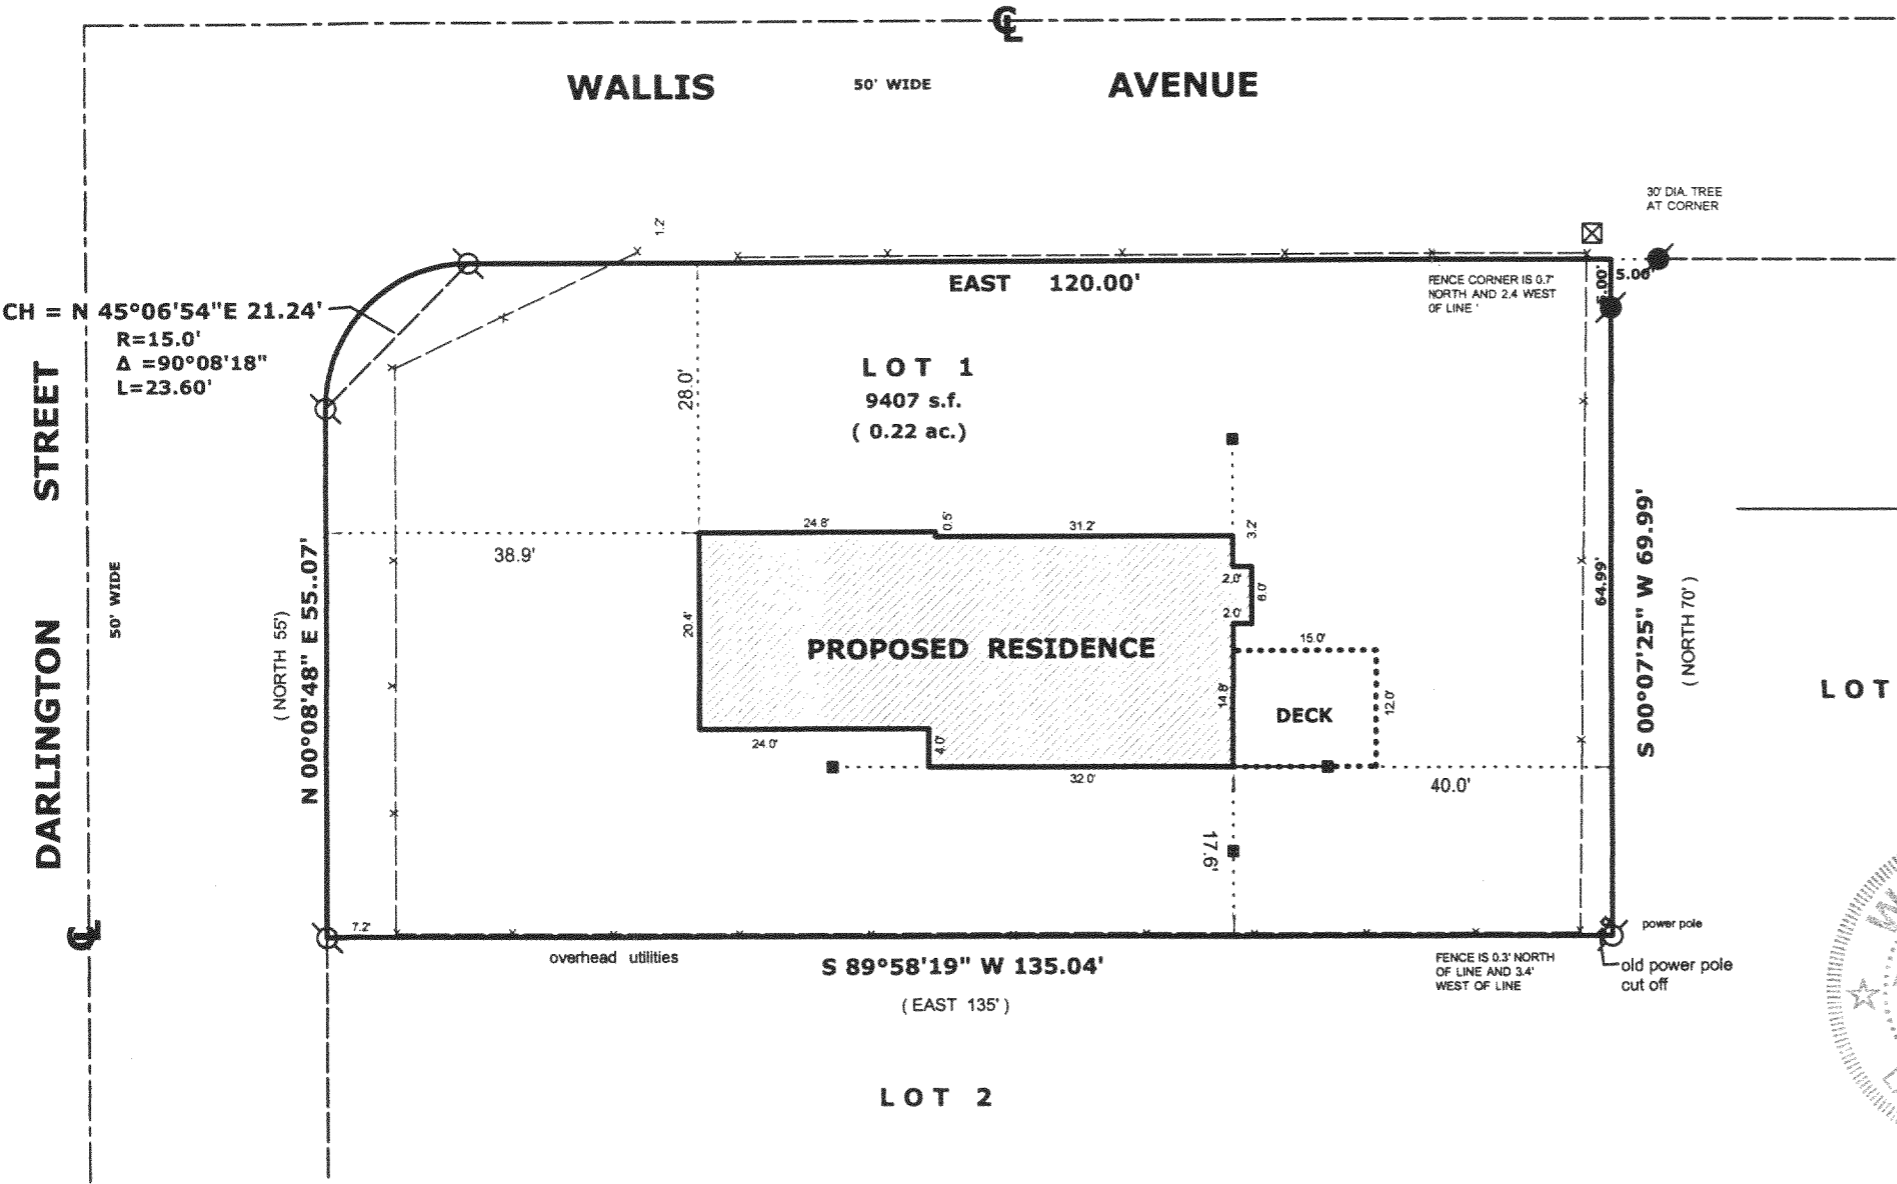 WALLIS 50' WIDE AVENUE
30' DIA. TREE
AT CORNER
1.2'
EAST 120.00'
FENCE CORNER IS 0.7'
NORTH AND 2.4 WEST
OF LINE '
5.00'
5.00'
CH = N 45°06'54"E 21.24'
R=15.0'
Δ =90°08'18"
L=23.60'
LOT 1
9407 s.f.
( 0.22 ac.)
28.0'
DARLINGTON STREET
50' WIDE
( NORTH 55')
N 00°08'48" E 55.07'
38.9'
24.8'
0.5'
31.2'
3.2'
2.0'
6.0'
2.0'
20.4'
PROPOSED RESIDENCE
15.0'
14.8'
DECK
12.0'
24.0'
4.0'
32.0'
40.0'
17.6'
64.99'
S 00°07'25" W 69.99'
( NORTH 70' )
LOT
7.2'
overhead utilities
S 89°58'19" W 135.04'
( EAST 135' )
FENCE IS 0.3' NORTH
OF LINE AND 3.4'
WEST OF LINE
power pole
old power pole
cut off
LOT 2